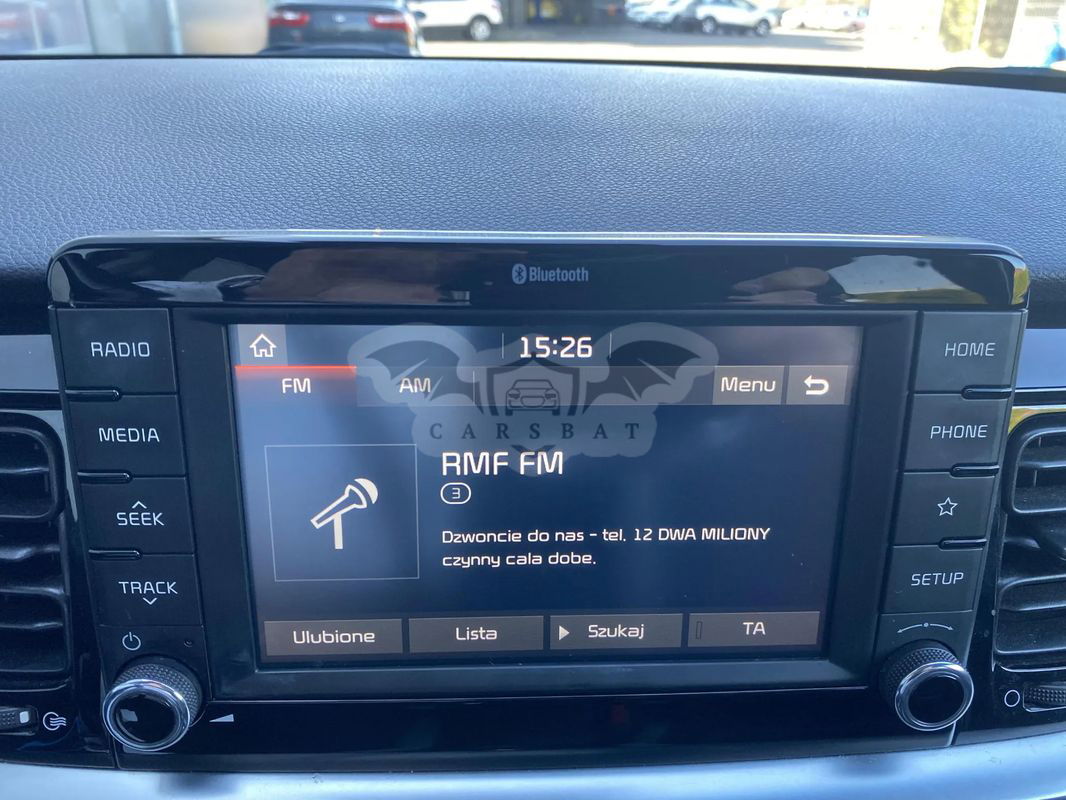 Bluetooth
RADIO
MEDIA
SEEK
TRACK
15:26
FM
AM
Menu
CARSBAT
RMF FM
3
Dzwoncie do nas - tel. 12 DWA MILIONY
czynny cala dobe.
Ulubione
Lista
Szukaj
TA
HOME
PHONE
SETUP